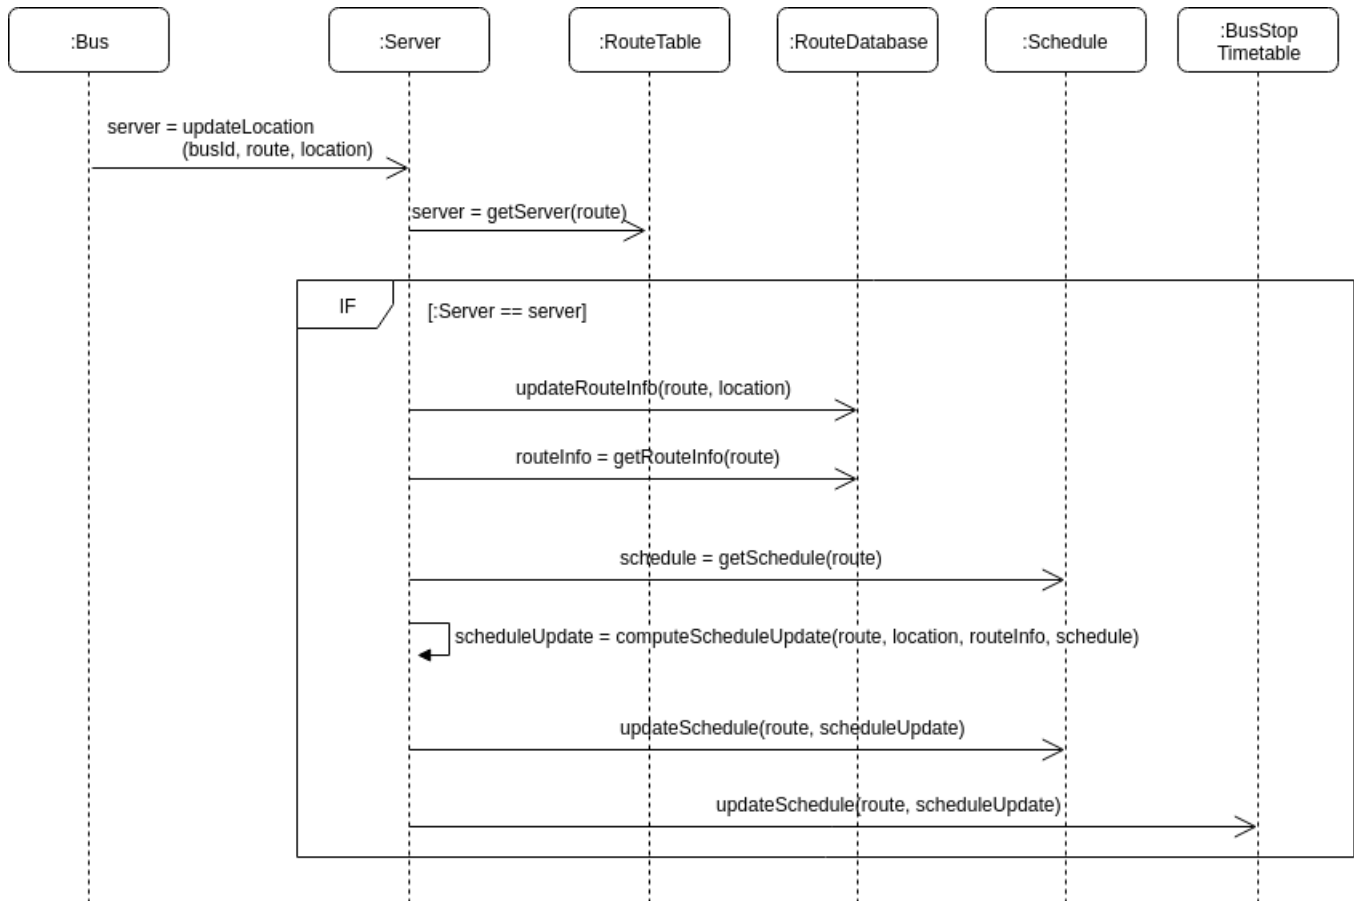 :Bus
:Server
:RouteTable
:RouteDatabase
:Schedule
:BusStop
Timetable
server = updateLocation
(busId, route, location)
server = getServer(route)
IF
[:Server == server]
updateRouteInfo(route, location)
routeInfo = getRouteInfo(route)
schedule = getSchedule(route)
scheduleUpdate = computeScheduleUpdate(route, location, routeInfo, schedule)
updateSchedule(route, scheduleUpdate)
updateSchedule(route, scheduleUpdate)